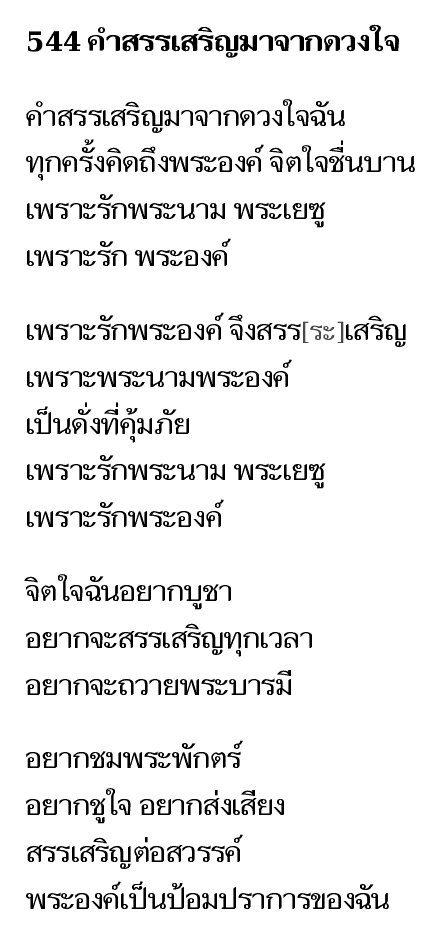 544 คำสรรเสริญมาจากดวงใจ
คำสรรเสริญมาจากดวงใจฉัน
ทุกครั้งคิดถึงพระองค์ จิตใจชื่นบาน
เพราะรักพระนาม พระเยซู
เพราะรัก พระองค์
เพราะรักพระองค์ จึงสรร[ระ]เสริญ
เพราะพระนามพระองค์
เป็นดั่งที่คุ้มภัย
เพราะรักพระนาม พระเยซู
เพราะรักพระองค์
จิตใจฉันอยากบูชา
อยากจะสรรเสริญทุกเวลา
อยากจะถวายพระบารมี
อยากชมพระพักตร์
อยากชูใจ อยากส่งเสียง
สรรเสริญต่อสวรรค์
พระองค์เป็นป้อมปราการของฉัน